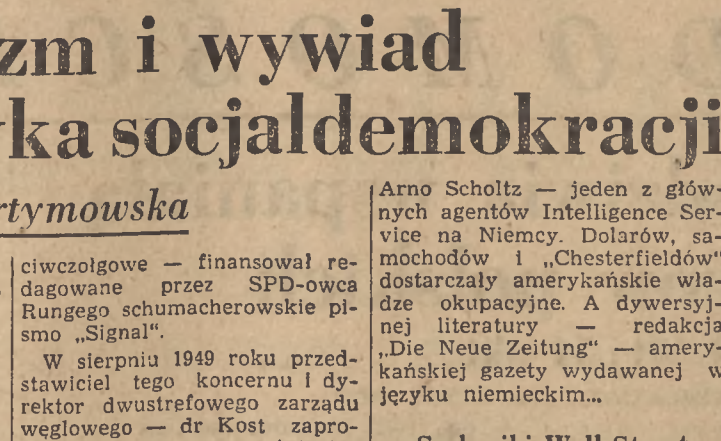 zm i wywiad
ka socjaldemokracji
rtymowska
ciwczołgowe — finansował re-
dagowane przez SPD-owca
Rungego schumacherowskie pi-
smo „Signal“.
W sierpniu 1949 roku przed-
stawiciel tego koncernu i dy-
rektor dwustrefowego zarządu
węglowego — dr Kost zapro-
Arno Scholtz — jeden z głów-
nych agentów Intelligence Ser-
vice na Niemcy. Dolarów, sa-
mochodów i „Chesterfieldów“
dostarczały amerykańskie wła-
dze okupacyjne. A dywersyj-
nej literatury — redakcja
„Die Neue Zeitung“ — amery-
kańskiej gazety wydawanej w
języku niemieckim...